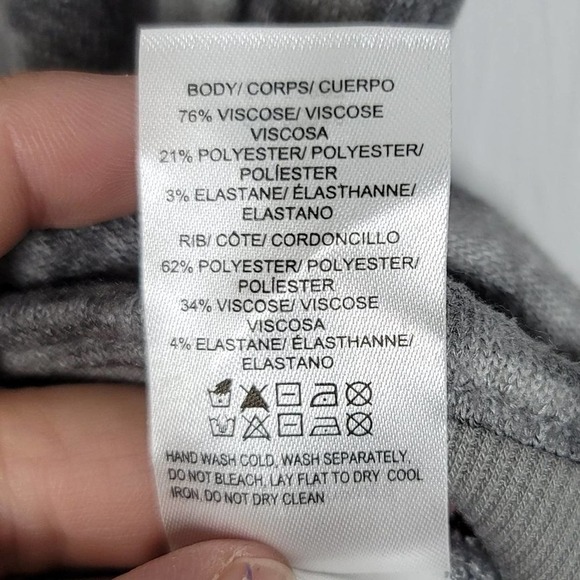 BODY/ CORPS/ CUERPO
76% VISCOSE/ VISCOSE
VISCOSA
21% POLYESTER/ POLYESTER/
POLÍESTER
3% ELASTANE/ ÉLASTHANNE/
ELASTANO
RIB/ CÔTE/ CORDONCILLO
62% POLYESTER/ POLYESTER/
POLÍESTER
34% VISCOSE/ VISCOSE
VISCOSA
4% ELASTANE/ ÉLASTHANNE/
ELASTANO
HAND WASH COLD, WASH SEPARATELY,
DO NOT BLEACH, LAY FLAT TO DRY COOL
IRON, DO NOT DRY CLEAN